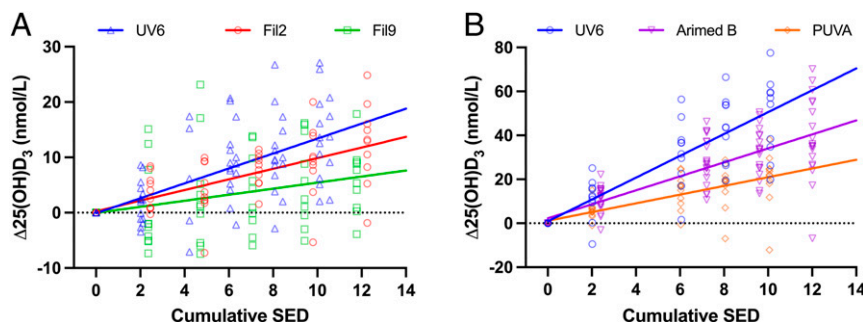 A
UV6 Fil2 Fil9
Δ25(OH)D₃ (nmol/L)
30
20
10
0
-10
0 2 4 6 8 10 12 14
Cumulative SED
B
UV6 Arimed B PUVA
Δ25(OH)D₃ (nmol/L)
80
60
40
20
0
-20
0 2 4 6 8 10 12 14
Cumulative SED